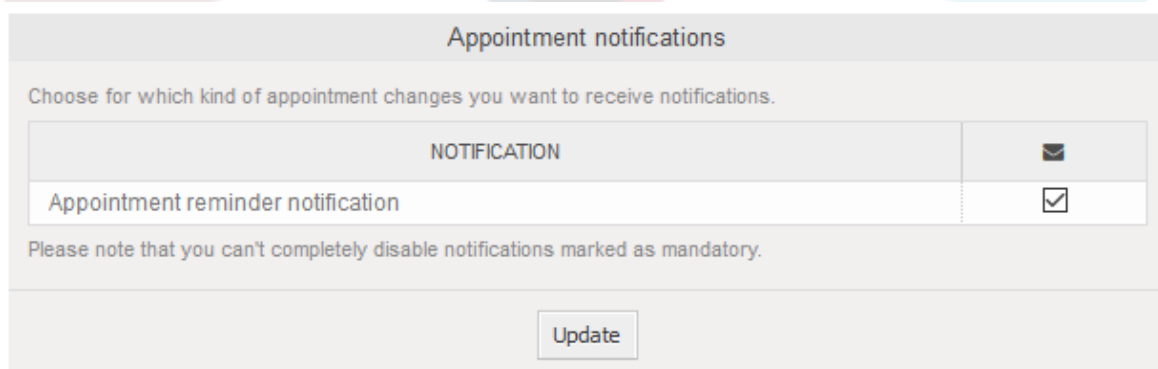 Appointment notifications
Choose for which kind of appointment changes you want to receive notifications.
NOTIFICATION
Appointment reminder notification
Please note that you can't completely disable notifications marked as mandatory.
Update